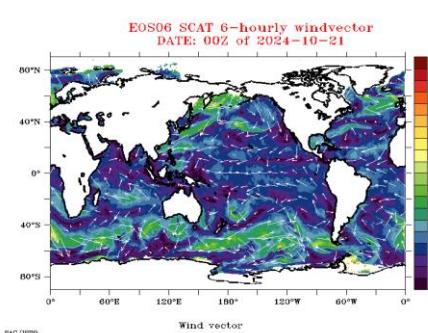 EOS06 SCAT 6-hourly windvector
DATE: 00Z of 2024-10-21
80°N
40°N
0°
40°S
80°S
0° 60°E 120°E 180° 120°W 60°W 0°
Wind vector